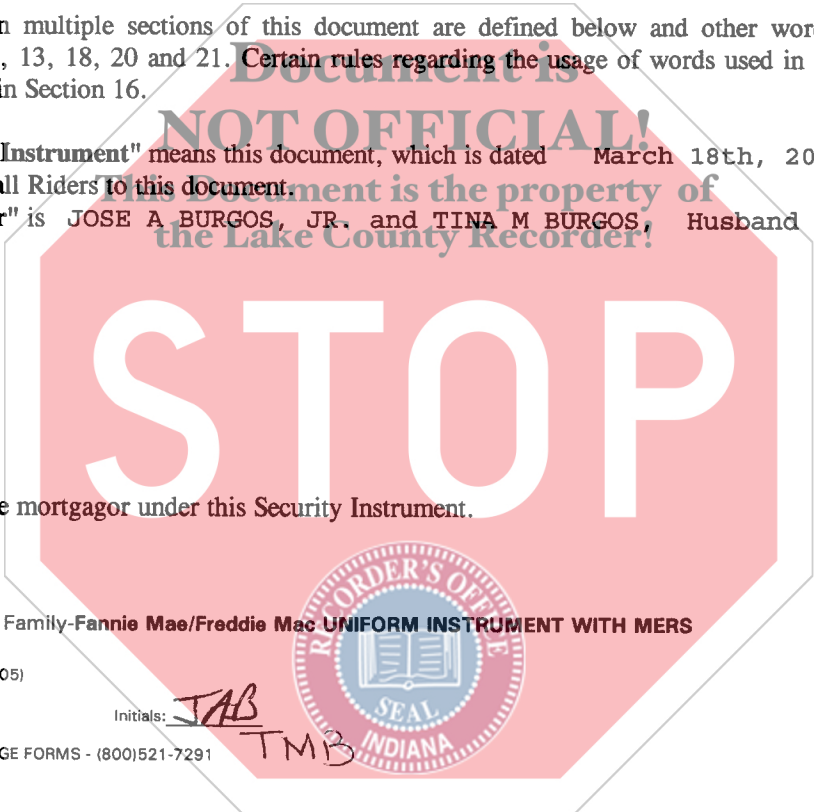 n multiple sections of this document are defined below and other wor
, 13, 18, 20 and 21. Certain rules regarding the usage of words used in
in Section 16.
Document is
NOT OFFICIAL!
Instrument" means this document, which is dated March 18th, 20
all Riders to this document.
This Document is the property of
r" is JOSE A BURGOS, JR. and TINA M BURGOS, Husband
the Lake County Recorder!
STOP
e mortgagor under this Security Instrument.
RECORDER'S OFFICE
Family-Fannie Mae/Freddie Mac UNIFORM INSTRUMENT WITH MERS
05)
Initials: JAB
SEAL
GE FORMS - (800)521-7291 TMB
INDIANA